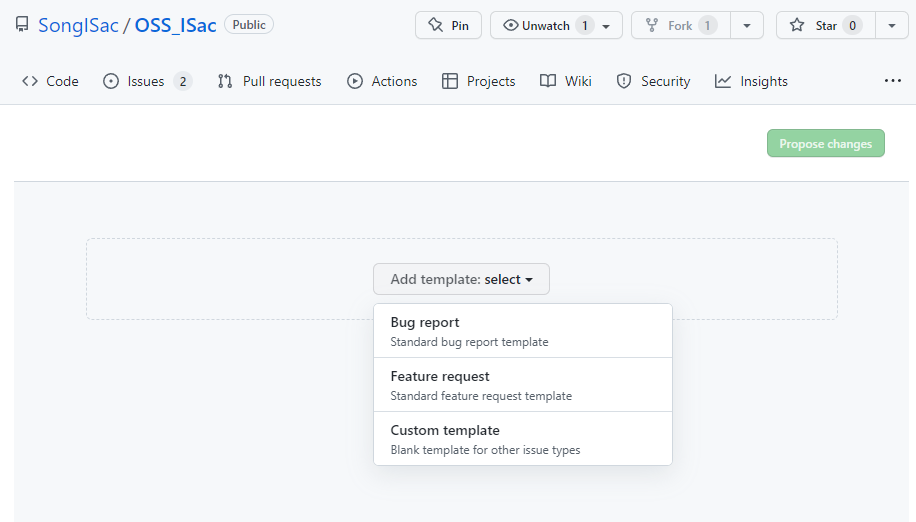 SongISac / OSS_ISac Public Pin Unwatch 1 Fork 1 Star 0
Code Issues 2 Pull requests Actions Projects Wiki Security Insights ...
Propose changes
Add template: select
Bug report
Standard bug report template
Feature request
Standard feature request template
Custom template
Blank template for other issue types